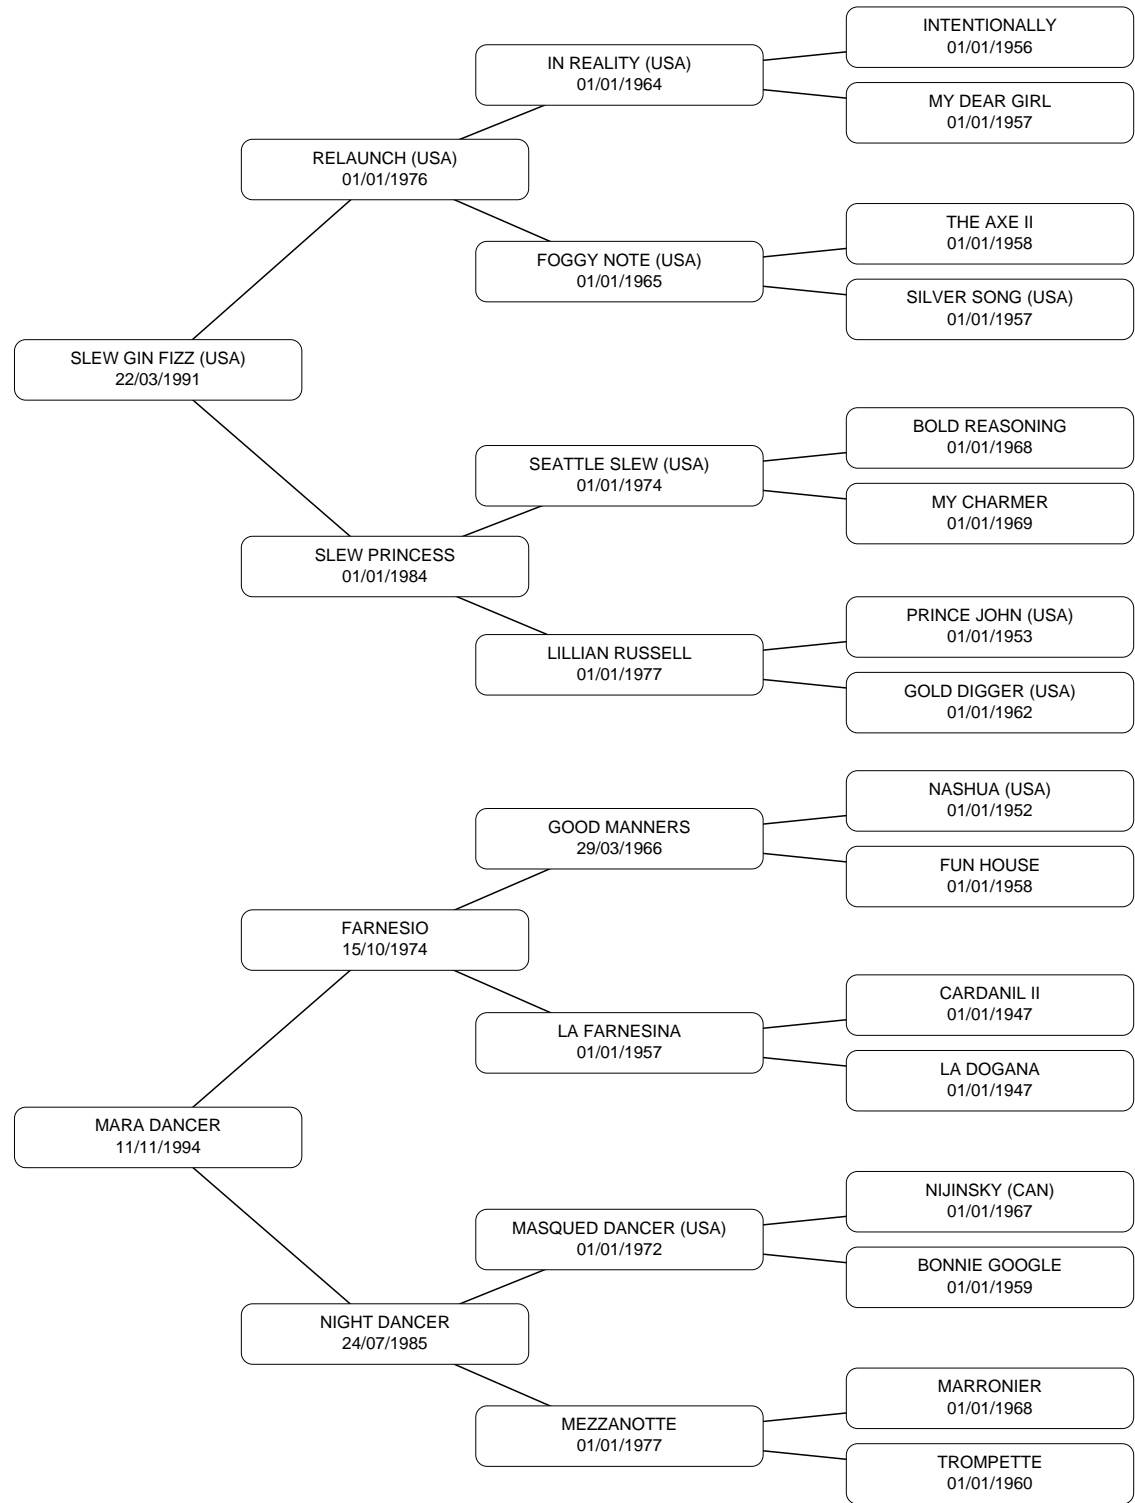 INTENTIONALLY
01/01/1956
IN REALITY (USA)
01/01/1964
MY DEAR GIRL
01/01/1957
RELAUNCH (USA)
01/01/1976
THE AXE II
01/01/1958
FOGGY NOTE (USA)
01/01/1965
SILVER SONG (USA)
01/01/1957
SLEW GIN FIZZ (USA)
22/03/1991
BOLD REASONING
01/01/1968
SEATTLE SLEW (USA)
01/01/1974
MY CHARMER
01/01/1969
SLEW PRINCESS
01/01/1984
PRINCE JOHN (USA)
01/01/1953
LILLIAN RUSSELL
01/01/1977
GOLD DIGGER (USA)
01/01/1962
NASHUA (USA)
01/01/1952
GOOD MANNERS
29/03/1966
FUN HOUSE
01/01/1958
FARNESIO
15/10/1974
CARDANIL II
01/01/1947
LA FARNESINA
01/01/1957
LA DOGANA
01/01/1947
MARA DANCER
11/11/1994
NIJINSKY (CAN)
01/01/1967
MASQUED DANCER (USA)
01/01/1972
BONNIE GOOGLE
01/01/1959
NIGHT DANCER
24/07/1985
MARRONIER
01/01/1968
MEZZANOTTE
01/01/1977
TROMPETTE
01/01/1960